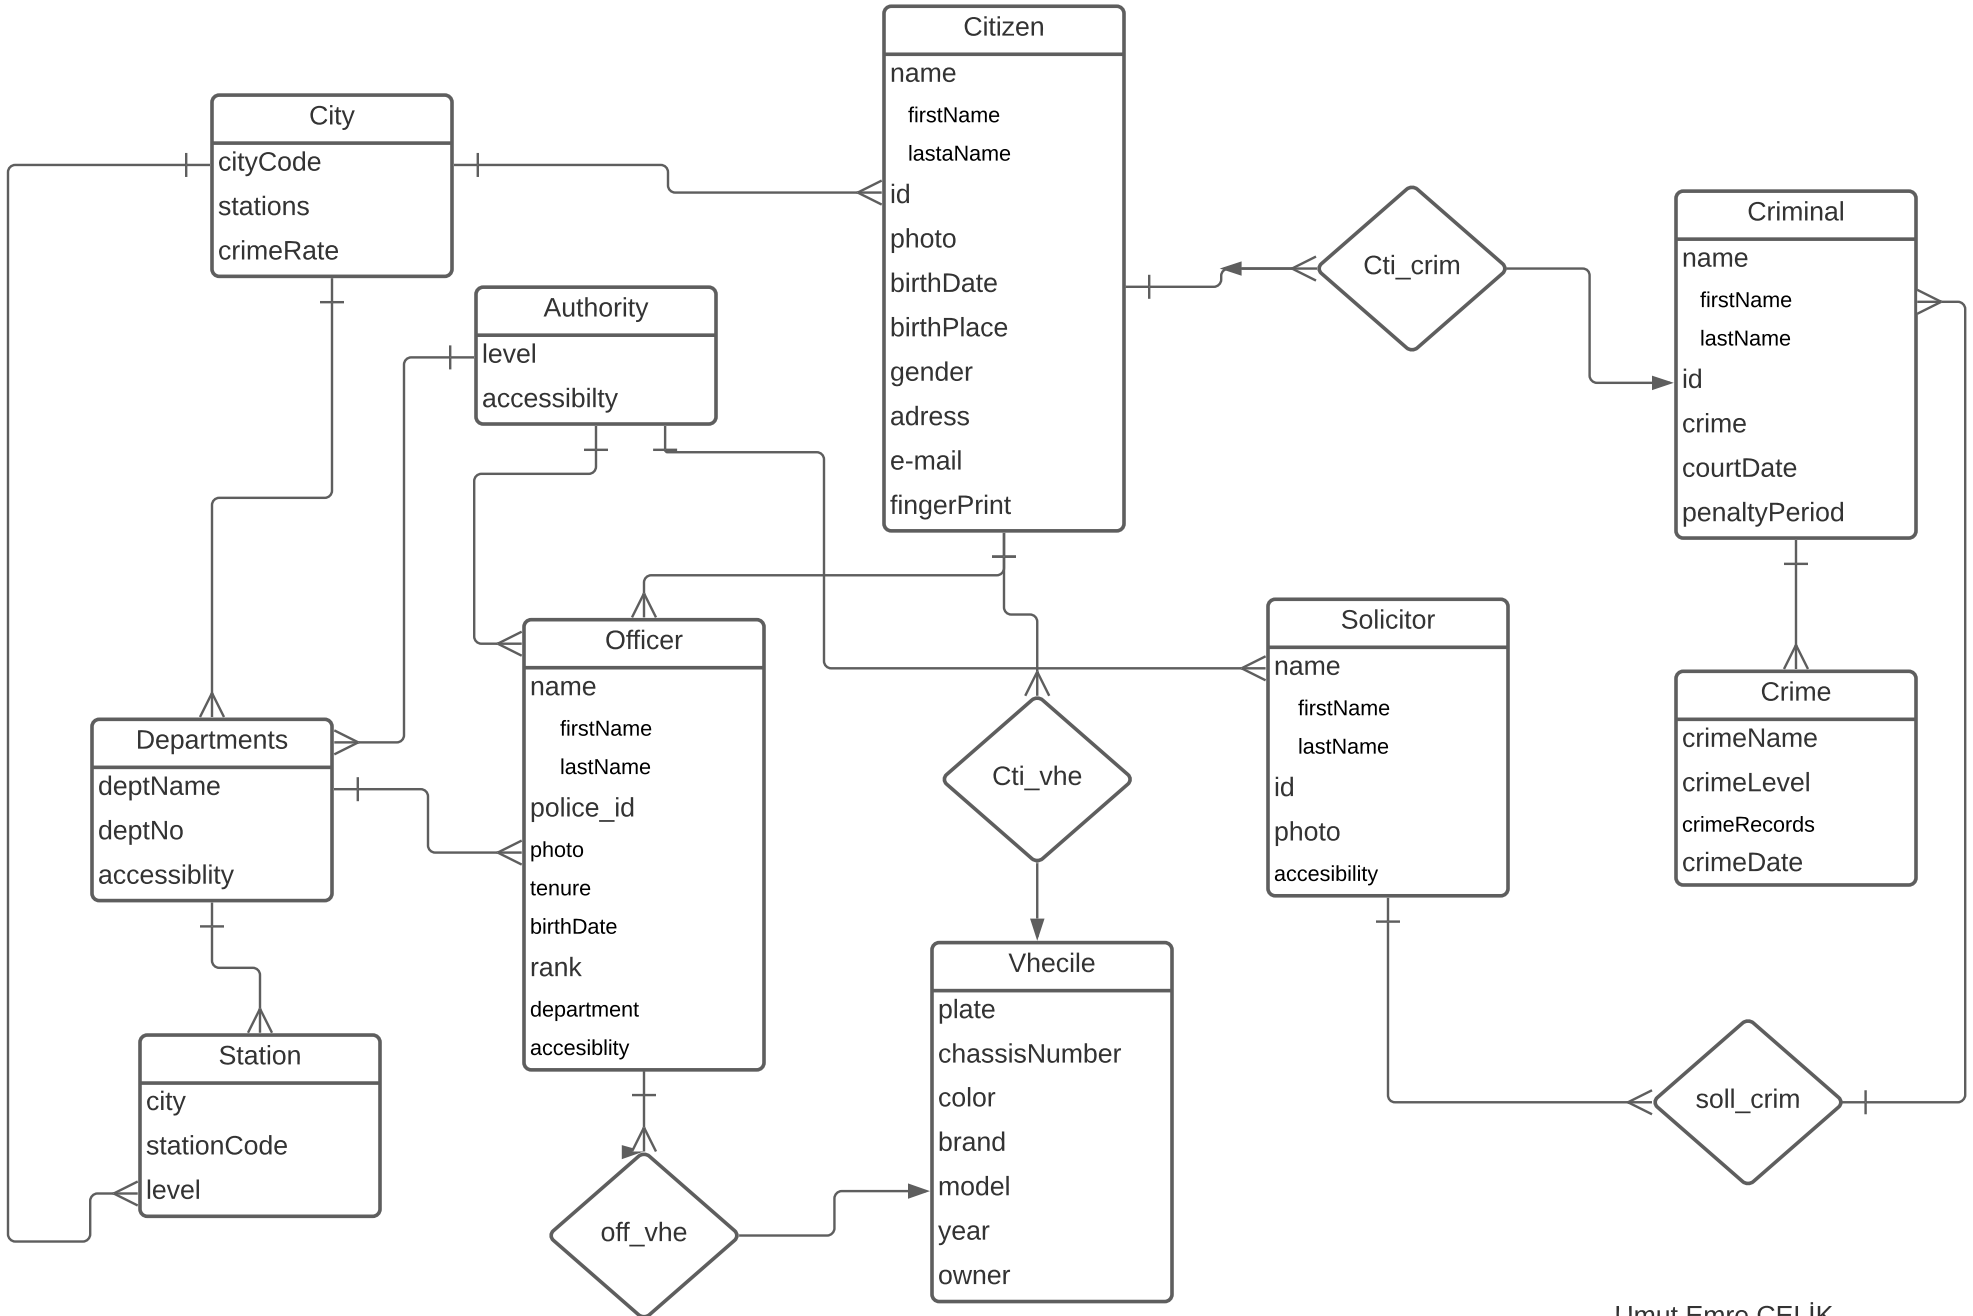 Citizen
name
firstName
lastaName
id
photo
birthDate
birthPlace
gender
adress
e-mail
fingerPrint
City
cityCode
stations
crimeRate
Authority
level
accessibilty
Cti_crim
Criminal
name
firstName
lastName
id
crime
courtDate
penaltyPeriod
Officer
name
firstName
lastName
police_id
photo
tenure
birthDate
rank
department
accesiblity
Solicitor
name
firstName
lastName
id
photo
accesibility
Crime
crimeName
crimeLevel
crimeRecords
crimeDate
Departments
deptName
deptNo
accessiblity
Cti_vhe
Vhecile
plate
chassisNumber
color
brand
model
year
owner
Station
city
stationCode
level
off_vhe
soll_crim
Umut Emre ÇELİK